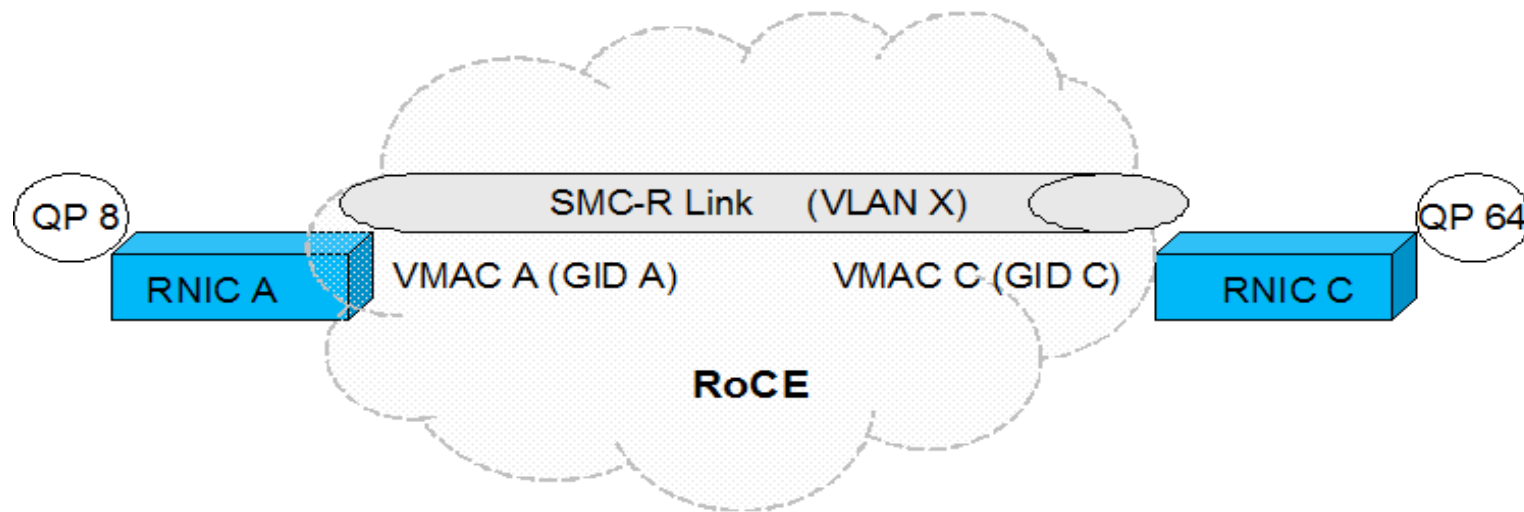 SMC-R Link (VLAN X)
QP 8
QP 64
RNIC A
VMAC A (GID A)
VMAC C (GID C)
RNIC C
RoCE